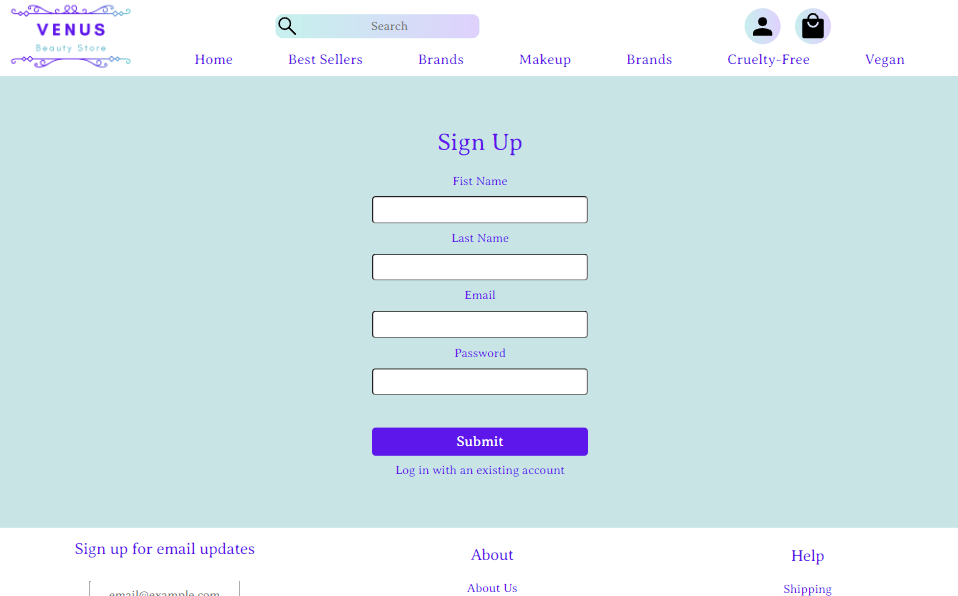 VENUS
Beauty Store
Search
Home Best Sellers Brands Makeup Brands Cruelty-Free Vegan
Sign Up
Fist Name
Last Name
Email
Password
Submit
Log in with an existing account
Sign up for email updates
About
Help
About Us
Shipping
email@example.com